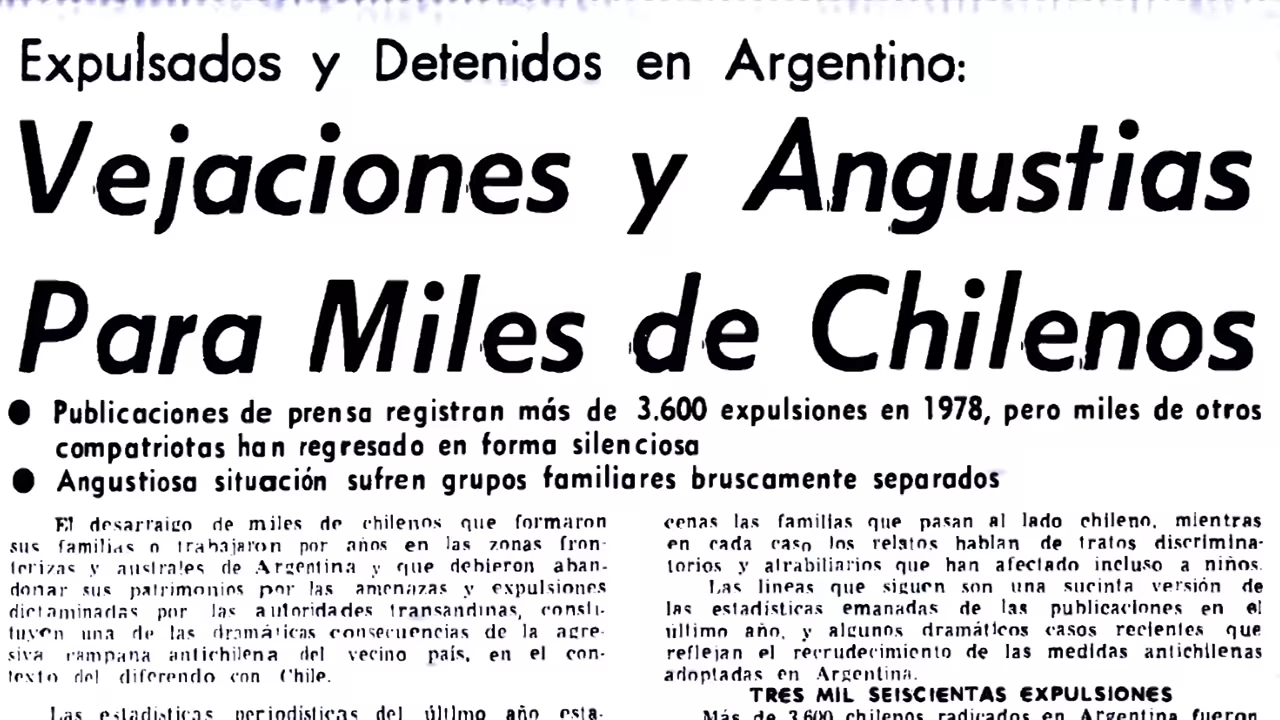 Expulsados y Detenidos en Argentina:
Vejaciones y Angustias
Para Miles de Chilenos
● Publicaciones de prensa registran más de 3.600 expulsiones en 1978, pero miles de otros
compatriotas han regresado en forma silenciosa
● Angustiosa situación sufren grupos familiares bruscamente separados
El desarraigo de miles de chilenos que formaron
sus familias o trabajaron por años en las zonas fron-
terizas y australes de Argentina y que debieron aban-
donar sus patrimonios por las amenazas y expulsiones
dictaminadas por las autoridades transandinas, consti-
tuyen una de las dramáticas consecuencias de la agre-
siva campana antichilena del vecino país, en el con-
texto del diferendo con Chile.
Las estadísticas periodísticas del último año esta-
cenas las familias que pasan al lado chileno, mientras
en cada caso los relatos hablan de tratos discrimina-
torios y atrabiliarios que han afectado incluso a niños.
Las líneas que siguen son una sucinta versión de
las estadísticas emanadas de las publicaciones en el
último año, y algunos dramáticos casos recientes que
reflejan el recrudecimiento de las medidas antichilenas
adoptadas en Argentina.
TRES MIL SEISCIENTAS EXPULSIONES
Más de 3.600 chilenos radicados en Argentina fueron